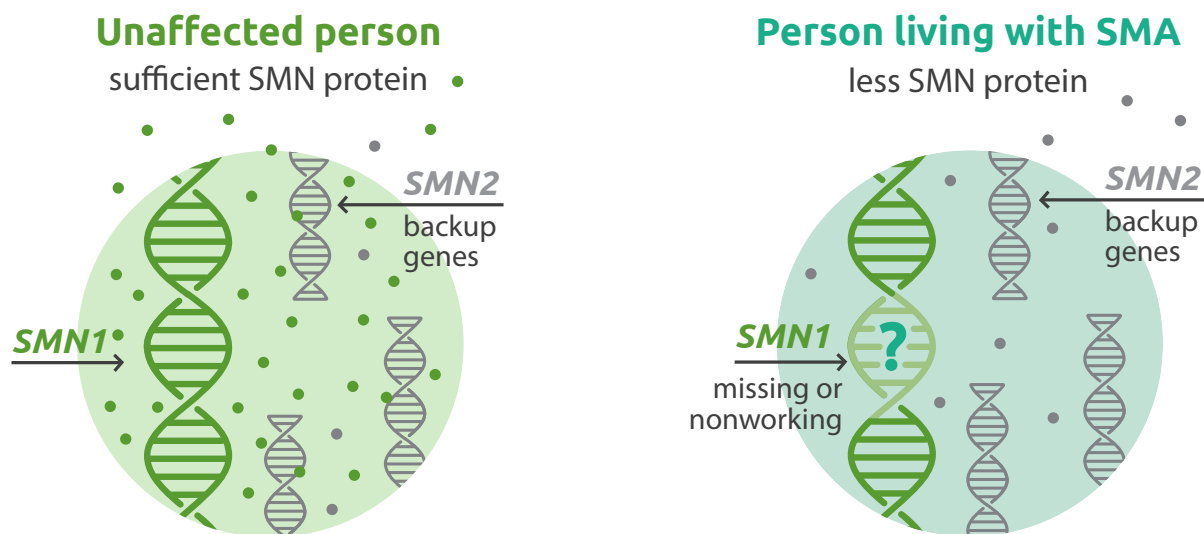 Unaffected person
sufficient SMN protein
SMN2
backup
genes
SMN1
Person living with SMA
less SMN protein
SMN2
backup
genes
SMN1
?
missing or
nonworking